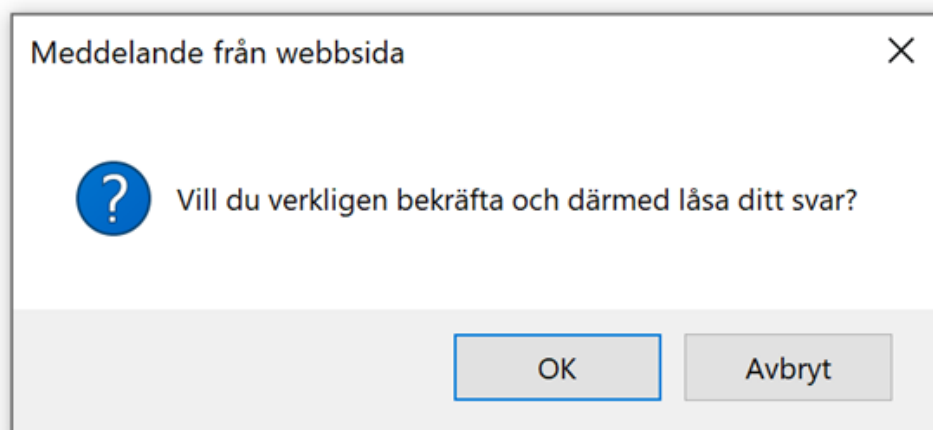 Meddelande från webbsida
Vill du verkligen bekräfta och därmed låsa ditt svar?
OK
Avbryt